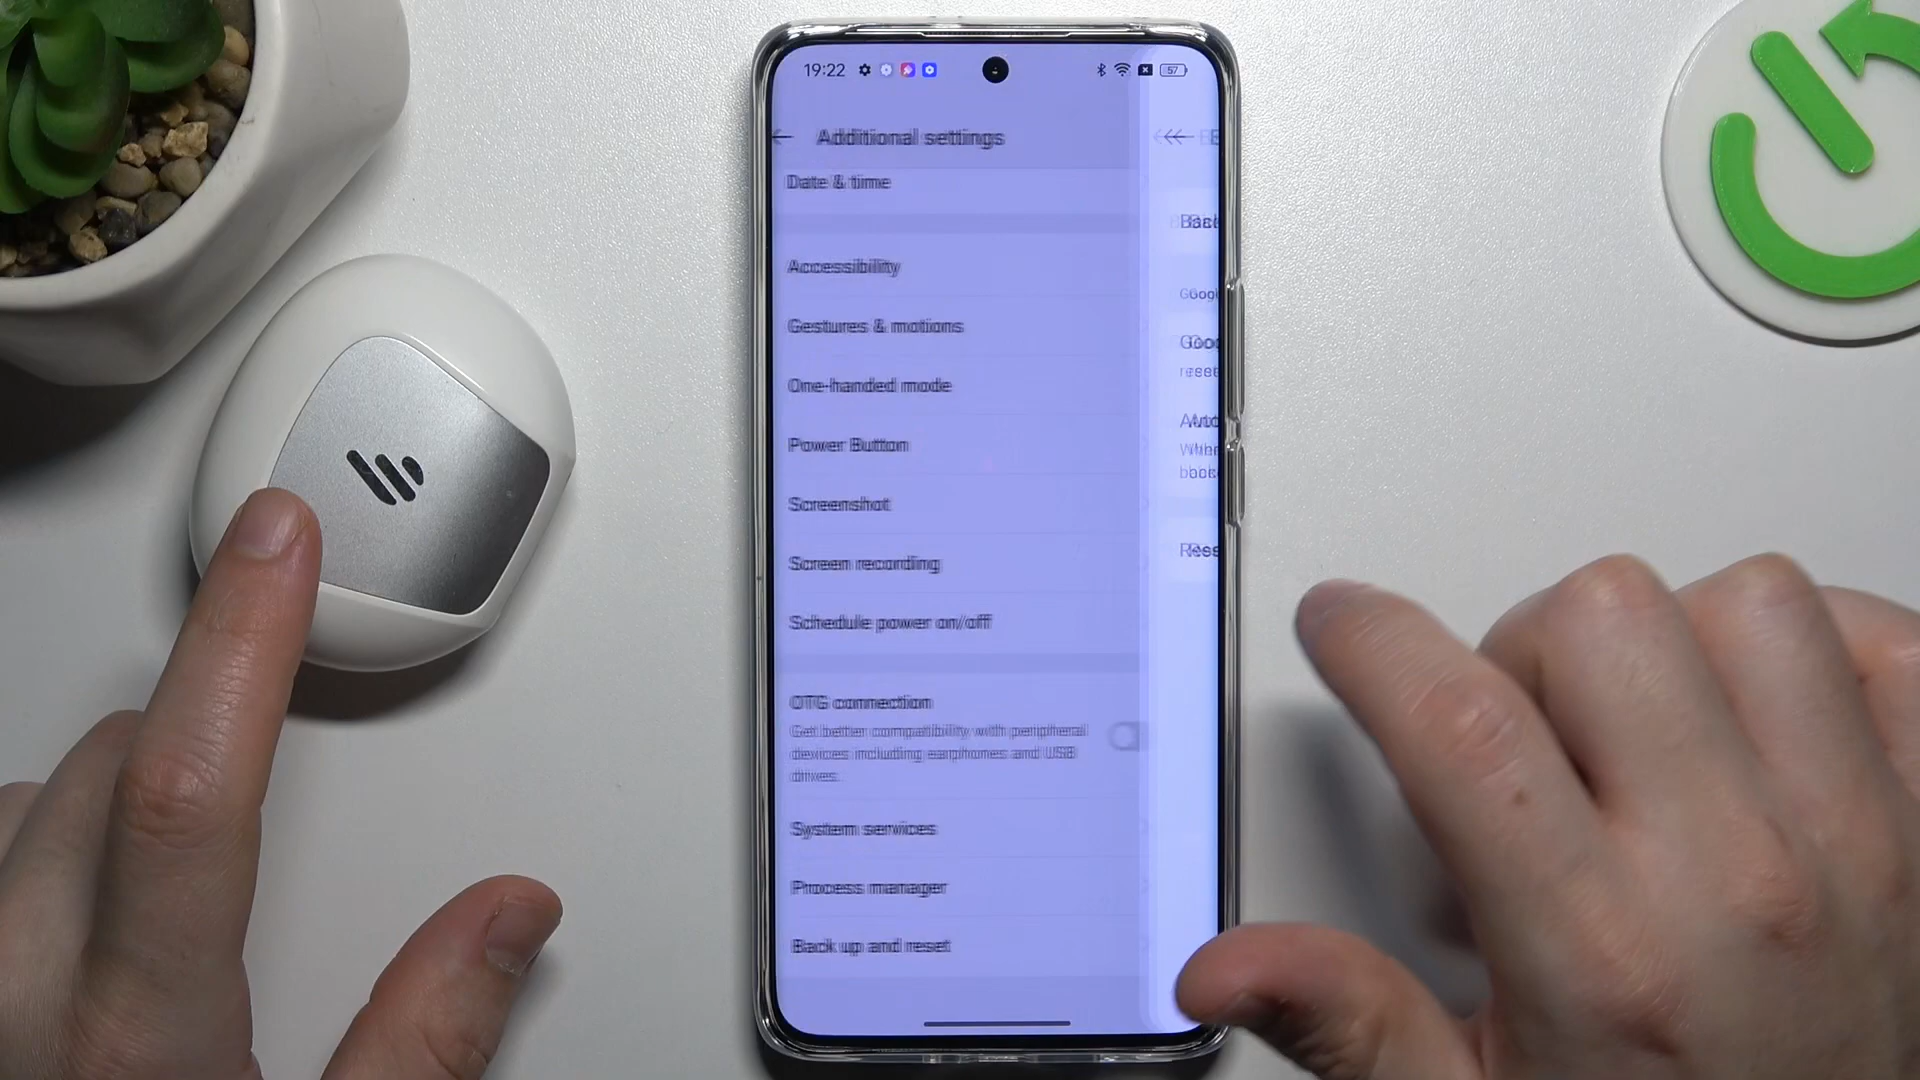 19:22
57
Additional settings
Date & time
Accessibility
Gestures & motions
One-handed mode
Power Button
Screenshot
Screen recording
Schedule power on/off
OTG connection
Get better compatibility with peripheral
devices including earphones and USB
drives.
System services
Process manager
Back up and reset